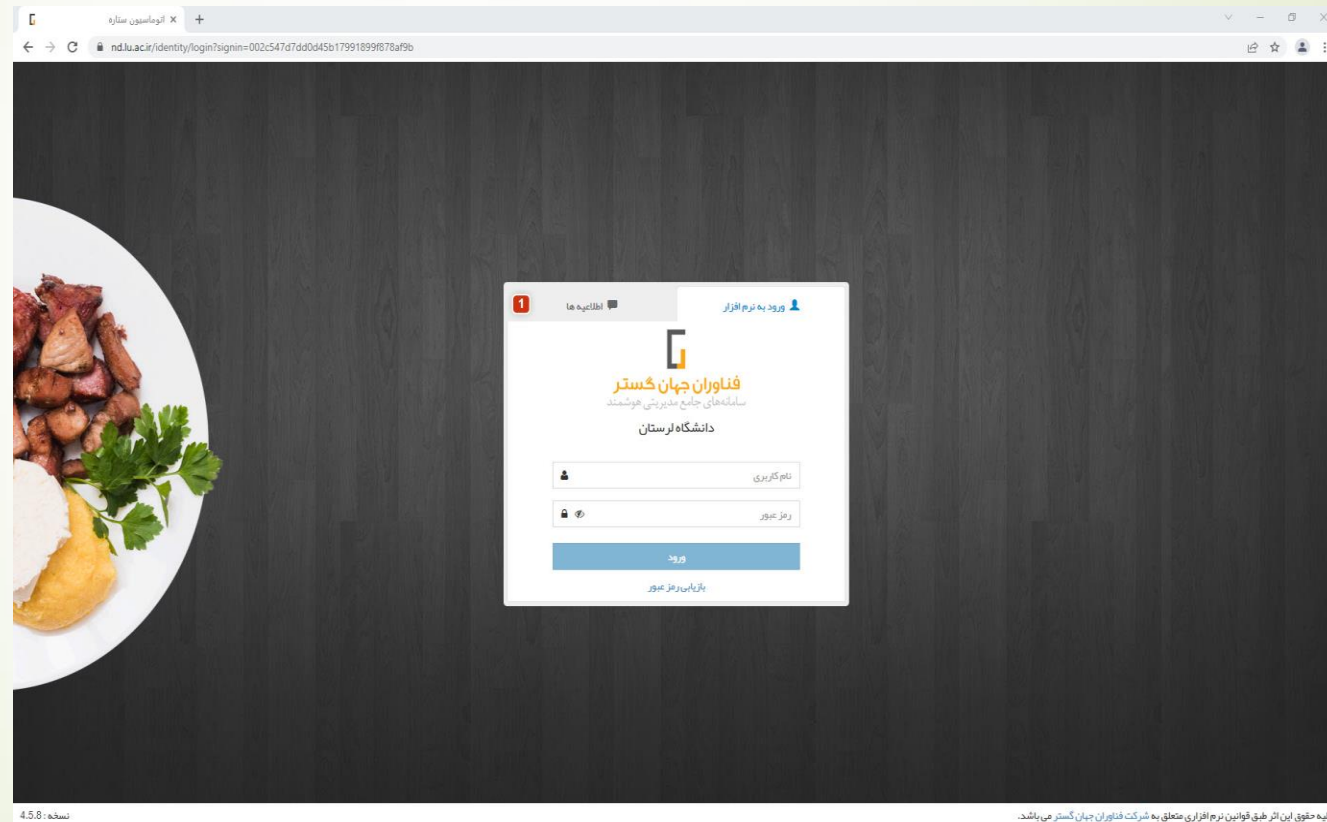 اتوماسیون ستاره
nd.lu.ac.ir/identity/login?signin=002c547d7dd0d45b17991899f878af9b
ورود به نرم افزار
اطلاعیه ها
1
فناوران جهان گستر
سامانه‌های جامع مدیریتی هوشمند
دانشگاه لرستان
نام کاربری
رمز عبور
ورود
بازیابی رمز عبور
لیه حقوق این اثر طبق قوانین نرم افزاری متعلق به شرکت فناوران جهان گستر می باشد.
نسخه : 4.5.8